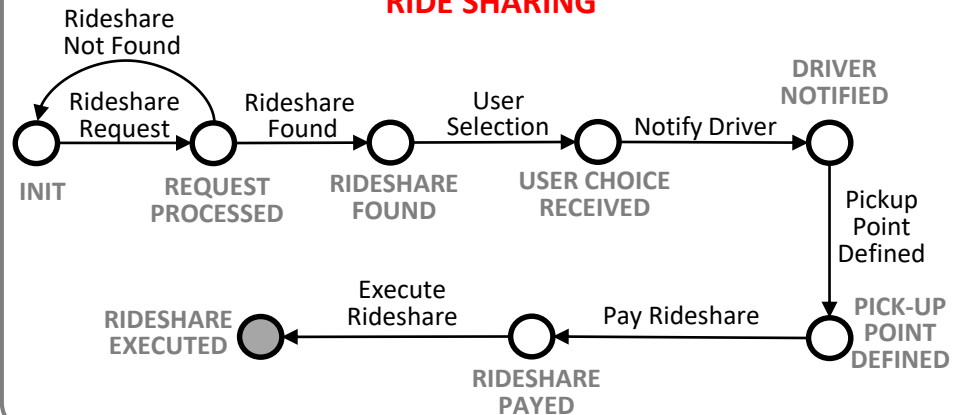 RIDE SHARING
Rideshare
Not Found
Rideshare
Request
Rideshare
Found
User
Selection
Notify Driver
DRIVER
NOTIFIED
INIT
REQUEST
PROCESSED
RIDESHARE
FOUND
USER CHOICE
RECEIVED
Pickup
Point
Defined
Execute
Rideshare
Pay Rideshare
RIDESHARE
EXECUTED
PICK-UP
POINT
DEFINED
RIDESHARE
PAYED